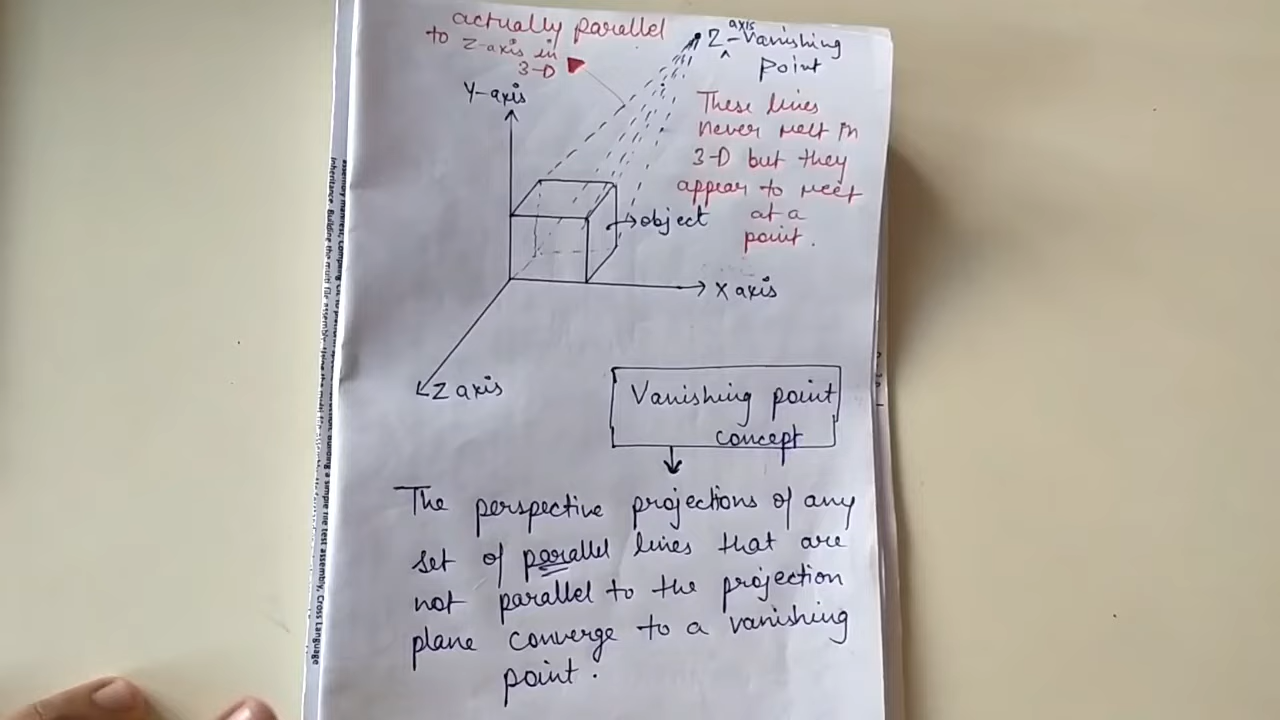 actually parallel
to Z-axis in
3-D
axis
Z - Vanishing
^
point
Y-axis
These lines
never meet in
3-D but they
appear to meet
at a
point.
object
X axis
Z axis
Vanishing point
concept
The perspective projections of any
set of parallel lines that are
not parallel to the projection
plane converge to a vanishing
point.